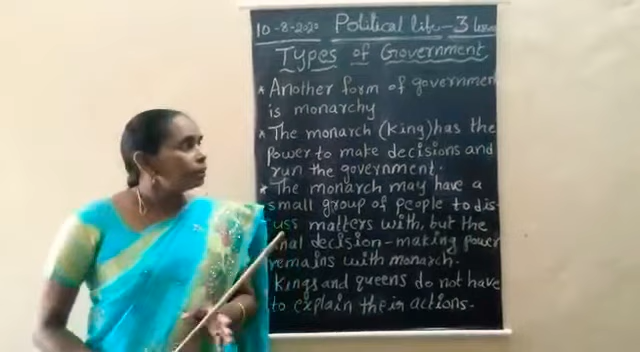 10-8-2020 Political life-3
Types of Government
* Another form of governmen
is monarchy
* The monarch (King) has the
power to make decisions and
run the government.
* The monarch may have a
small group of people to dis-
uss matters with, but the
nal decision-making power
remains with monarch.
Kings and queens do not have
to explain their actions.